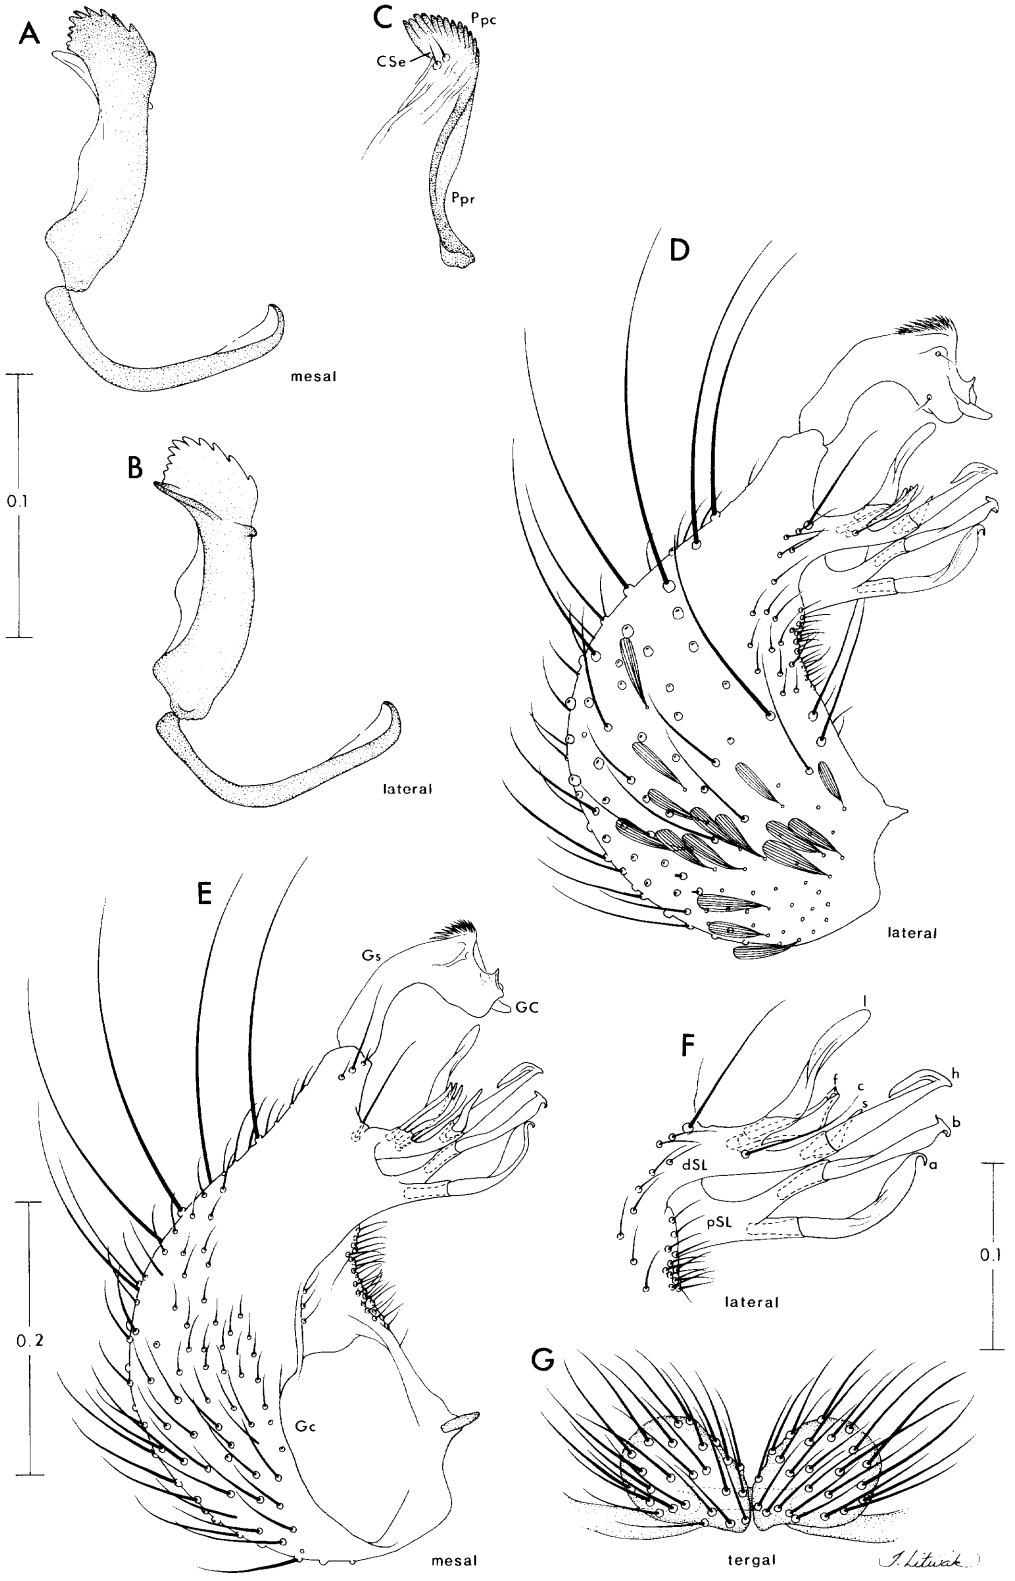 A
C
Ppc
CSe
Ppr
D
mesal
B
0.1
lateral
E
Gs
GC
lateral
F
l
f
c
s
h
b
a
dSL
pSL
lateral
0.1
0.2
Gc
G
mesal
tergal
T. Litwak